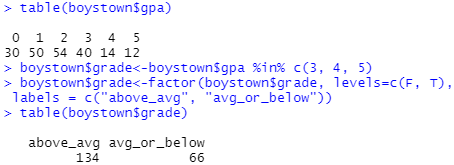 > table(boystown$gpa)
0 1 2 3 4 5
30 50 54 40 14 12
> boystown$grade<-boystown$gpa %in% c(3, 4, 5)
> boystown$grade<-factor(boystown$grade, levels=c(F, T),
labels = c("above_avg", "avg_or_below"))
> table(boystown$grade)
above_avg avg_or_below
134 66